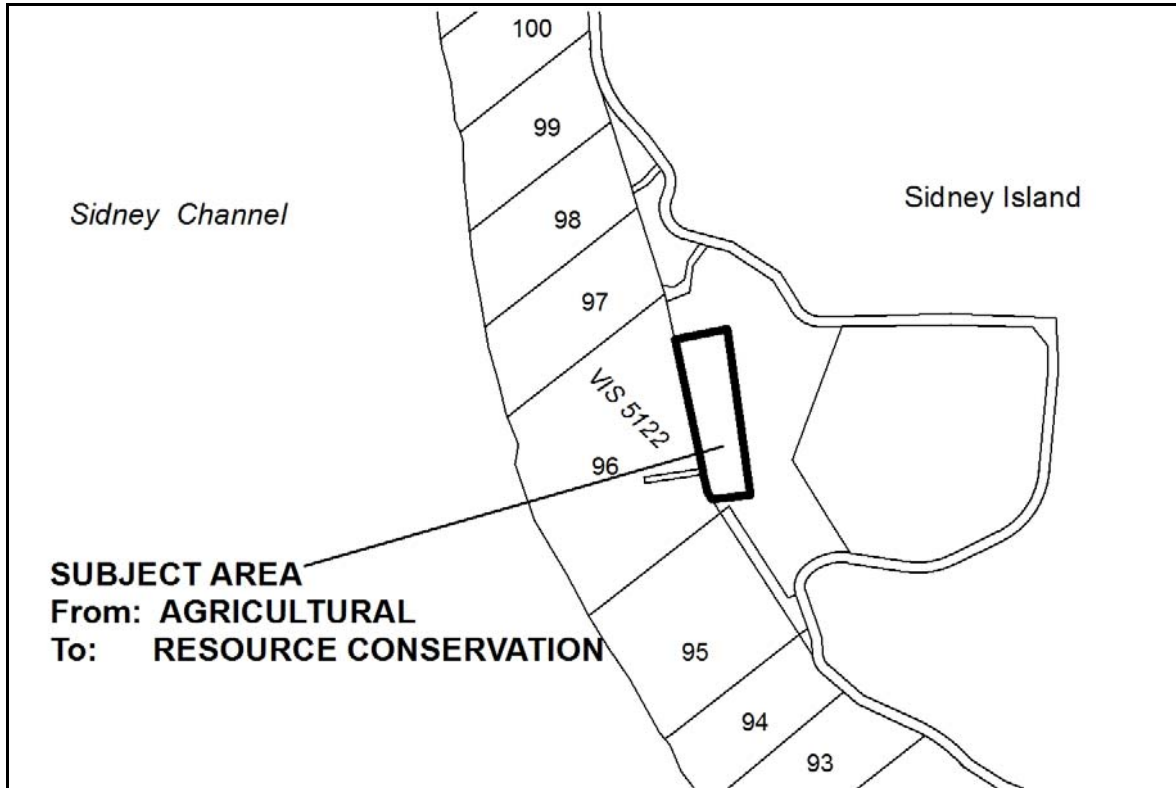 100
99
Sidney Channel
Sidney Island
98
97
VIS 5122
96
SUBJECT AREA
From: AGRICULTURAL
To: RESOURCE CONSERVATION
95
94
93